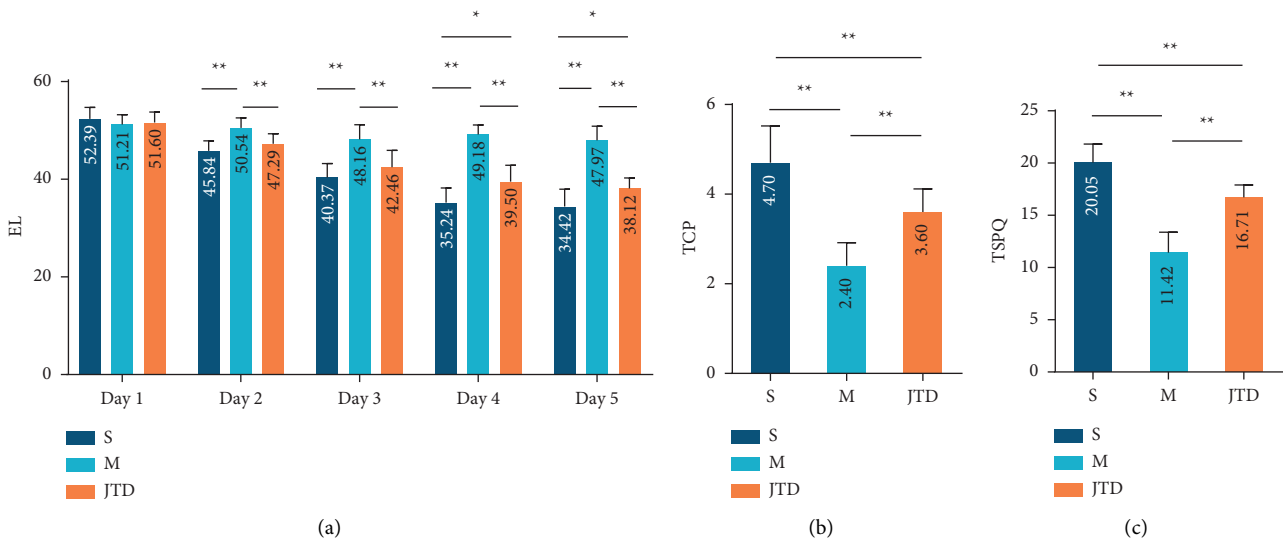 * *
** ** ** ** ** ** ** **
60
40
20
0
EL
52.39 51.21 51.60 45.84 50.54 47.29 40.37 48.16 42.46 35.24 49.18 39.50 34.42 47.97 38.12
Day 1 Day 2 Day 3 Day 4 Day 5
S
M
JTD
(a)
**
**
**
6
4
2
0
TCP
4.70 2.40 3.60
S M JTD
S
M
JTD
(b)
**
**
**
25
20
15
10
5
0
TSPQ
20.05 11.42 16.71
S M JTD
S
M
JTD
(c)